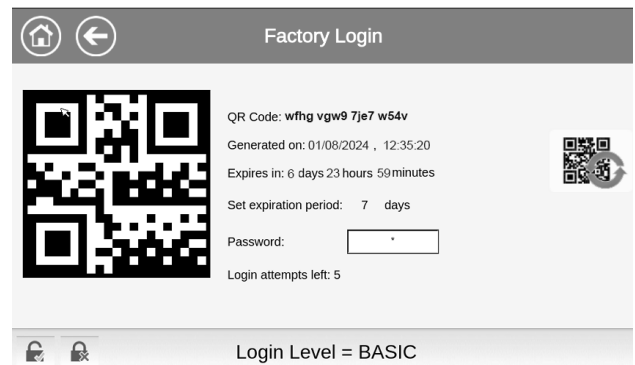 Factory Login
QR Code: wfhg vgw9 7je7 w54v
Generated on: 01/08/2024 , 12:35:20
Expires in: 6 days 23 hours 59 minutes
Set expiration period: 7 days
Password: *
Login attempts left: 5
Login Level = BASIC